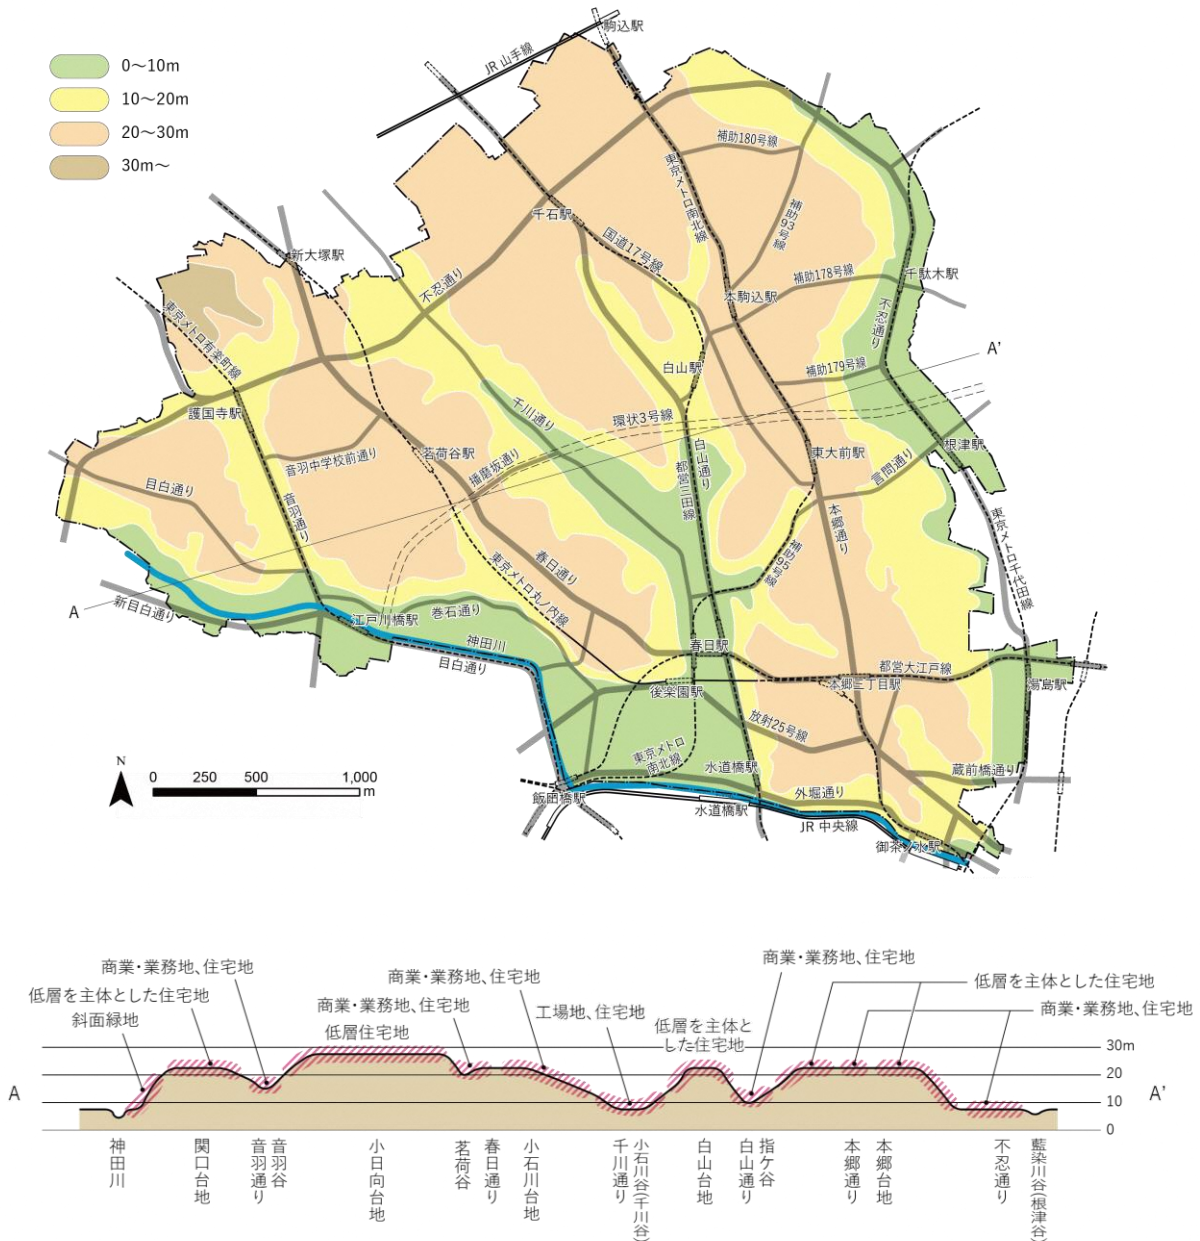 0～10m
10～20m
20～30m
30m～
駒込駅
JR 山手線
補助180号線
東京メトロ南北線
千石駅
補助93号線
国道17号線
新大塚駅
不忍通り
補助178号線
千駄木駅
本駒込駅
東京メトロ有楽町線
不忍通り
A'
白山駅
補助179号線
護国寺駅
千川通り
環状3号線
白山通り
都営三田線
東大前駅
根津駅
茗荷谷駅
音羽中学校前通り
播磨坂通り
言問通り
目白通り
音羽通り
本郷通り
東京メトロ千代田線
春日通り
東京メトロ丸ノ内線
補助95号線
A
新目白通り
江戸川橋駅
巻石通り
神田川
目白通り
春日駅
都営大江戸線
後楽園駅
本郷三丁目駅
湯島駅
放射25号線
東京メトロ
南北線
水道橋駅
蔵前橋通り
N
0 250 500 1,000
m
飯田橋駅
水道橋駅
外堀通り
JR 中央線
御茶ノ水駅
商業・業務地、住宅地
低層を主体とした住宅地
斜面緑地
商業・業務地、住宅地
商業・業務地、住宅地
低層住宅地
工場地、住宅地
低層を主体と
した住宅地
商業・業務地、住宅地
低層を主体とした住宅地
商業・業務地、住宅地
30m
20
10
0
A
A'
神田川
関口台地
音羽通り
音羽谷
小日向台地
茗荷谷
春日通り
小石川台地
千川通り
小石川谷(千川谷)
白山台地
白山通り
指ケ谷
本郷通り
本郷台地
不忍通り
藍染川谷(根津谷)